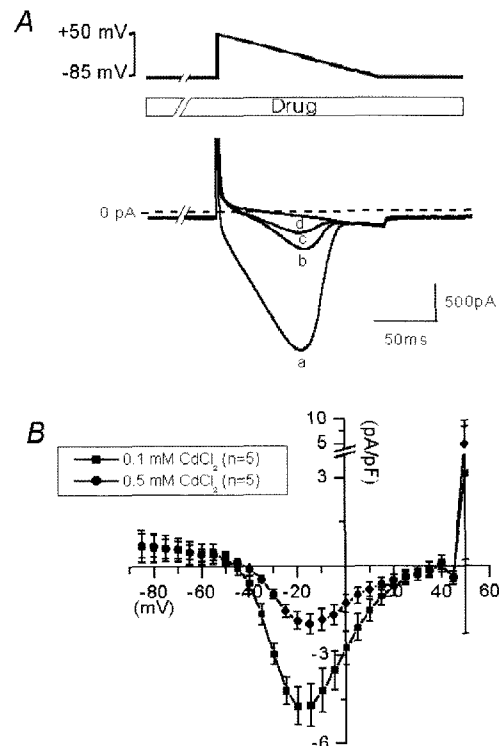 A
+50 mV
-85 mV
Drug
0 pA
d
c
b
a
500pA
50ms
B
0.1 mM CdCl₂ (n=5)
0.5 mM CdCl₂ (n=5)
10
5
3
(pA/pF)
-80 -60 -40 -20 20 40 60
(mV)
-3
-6